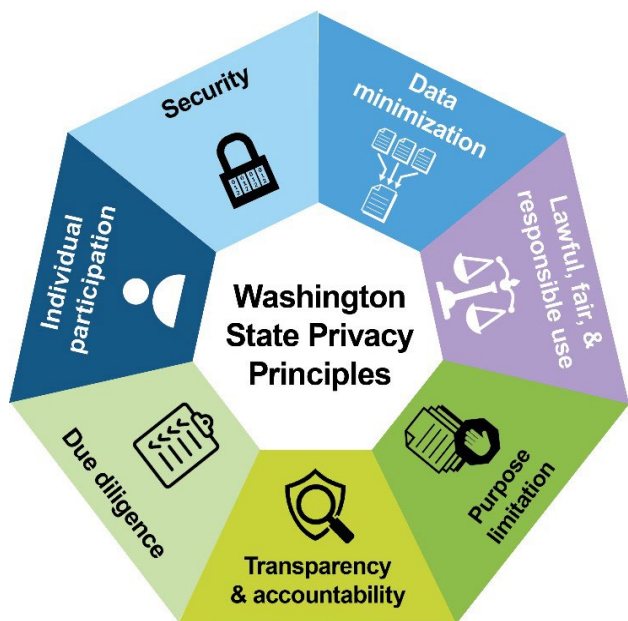 Washington
State Privacy
Principles
Security
Data
minimization
Lawful, fair, &
responsible use
Purpose
limitation
Transparency
& accountability
Due diligence
Individual
participation